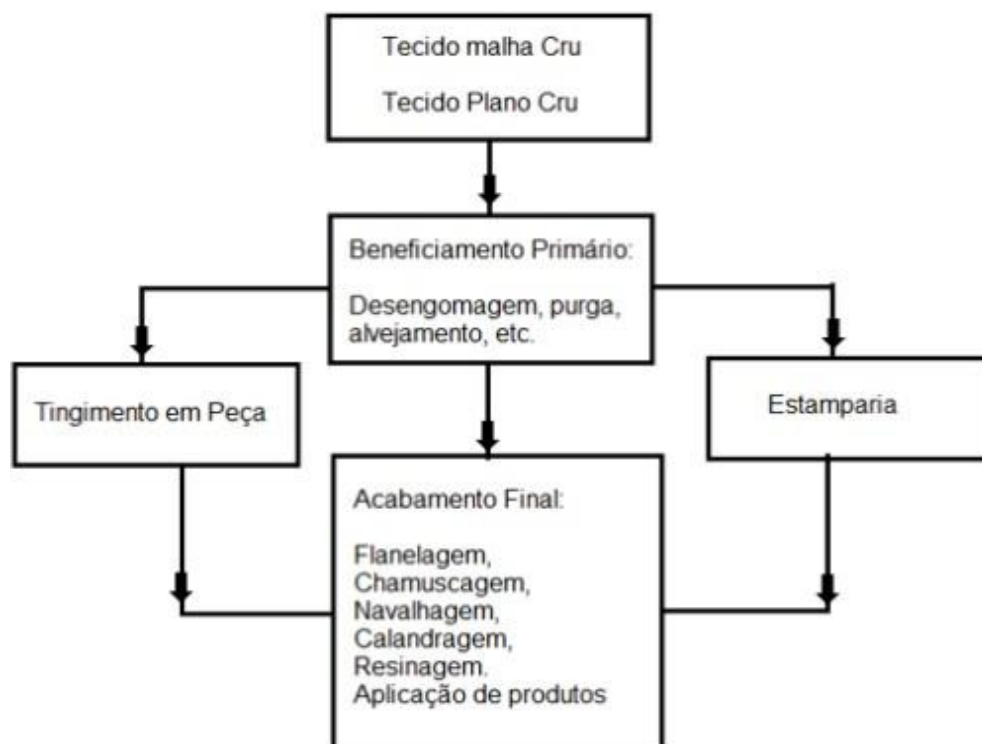 Tecido malha Cru
Tecido Plano Cru
Beneficiamento Primário:
Desengomagem, purga,
alvejamento, etc.
Tingimento em Peça
Estamparia
Acabamento Final:
Flanelagem,
Chamuscagem,
Navalhagem,
Calandragem,
Resinagem.
Aplicação de produtos